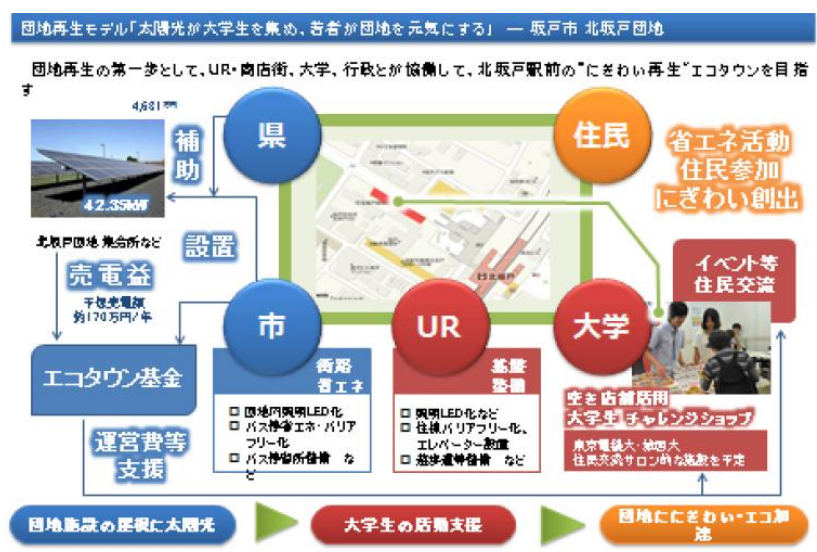 団地再生モデル「太陽光が大学生を集め、若者が団地を元気にする」 ― 坂戸市 北坂戸団地
団地再生の第一歩として、UR・商店街、大学、行政とが協働して、北坂戸駅前の"にぎわい再生"エコタウンを目指
す
4,681
補助
県
住民
省エネ活動
住民参加
にぎわい創出
42.35kW
北坂戸団地 集会所など
設置
売電益
予想売電額
約170万円/年
北坂戸
イベント等
住民交流
市
UR
大学
エコタウン基金
街路
省エネ
□ 団地内照明LED化
□ バス停省エネ・バリア
フリー化
□ バス停留所整備 な
ど
基盤
整備
□ 照明LED化など
□ 住棟バリアフリー化、
エレベーター設置
□ 遊歩道等整備 など
空き店舗活用
大学生 チャレンジショップ
東京電機大・城西大
住民交流サロン的な施設を予定
運営費等
支援
団地施設の屋根に太陽光
大学生の活動支援
団地ににぎわい・エコ加
速